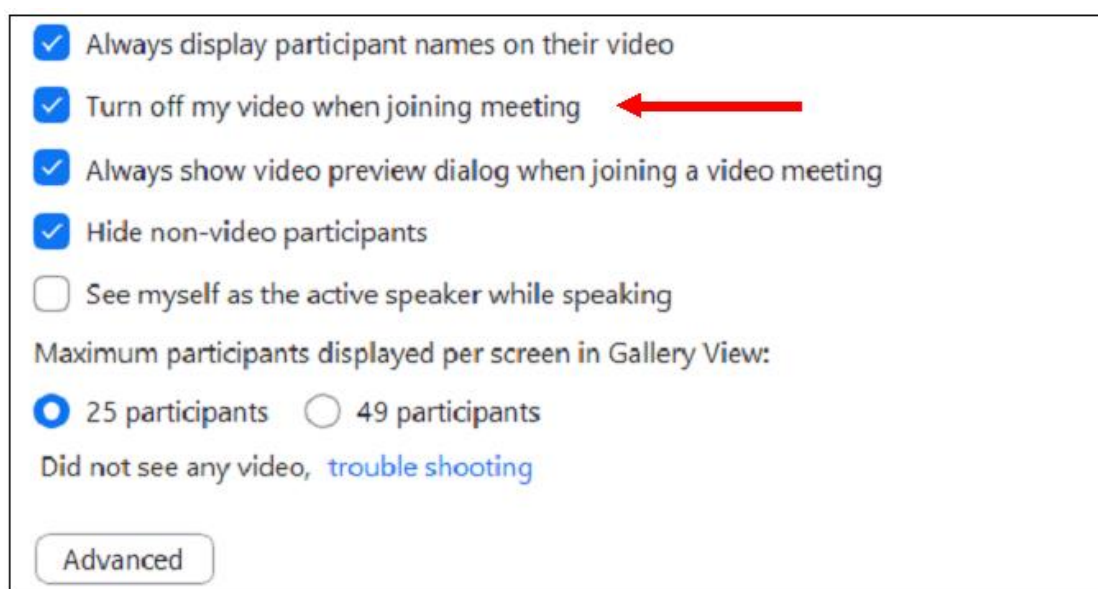 Always display participant names on their video
Turn off my video when joining meeting
Always show video preview dialog when joining a video meeting
Hide non-video participants
See myself as the active speaker while speaking
Maximum participants displayed per screen in Gallery View:
25 participants 49 participants
Did not see any video, trouble shooting
Advanced